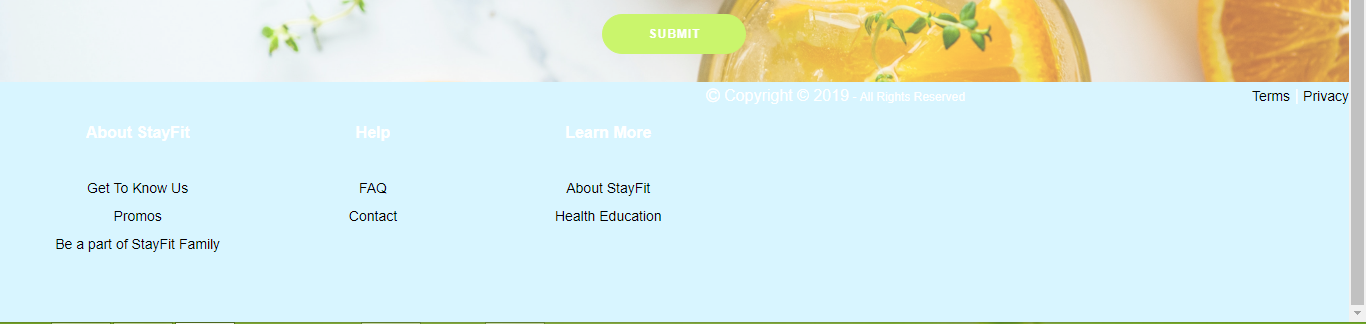 SUBMIT
© Copyright © 2019 - All Rights Reserved
Terms | Privacy
About StayFit
Help
Learn More
Get To Know Us
FAQ
About StayFit
Promos
Contact
Health Education
Be a part of StayFit Family